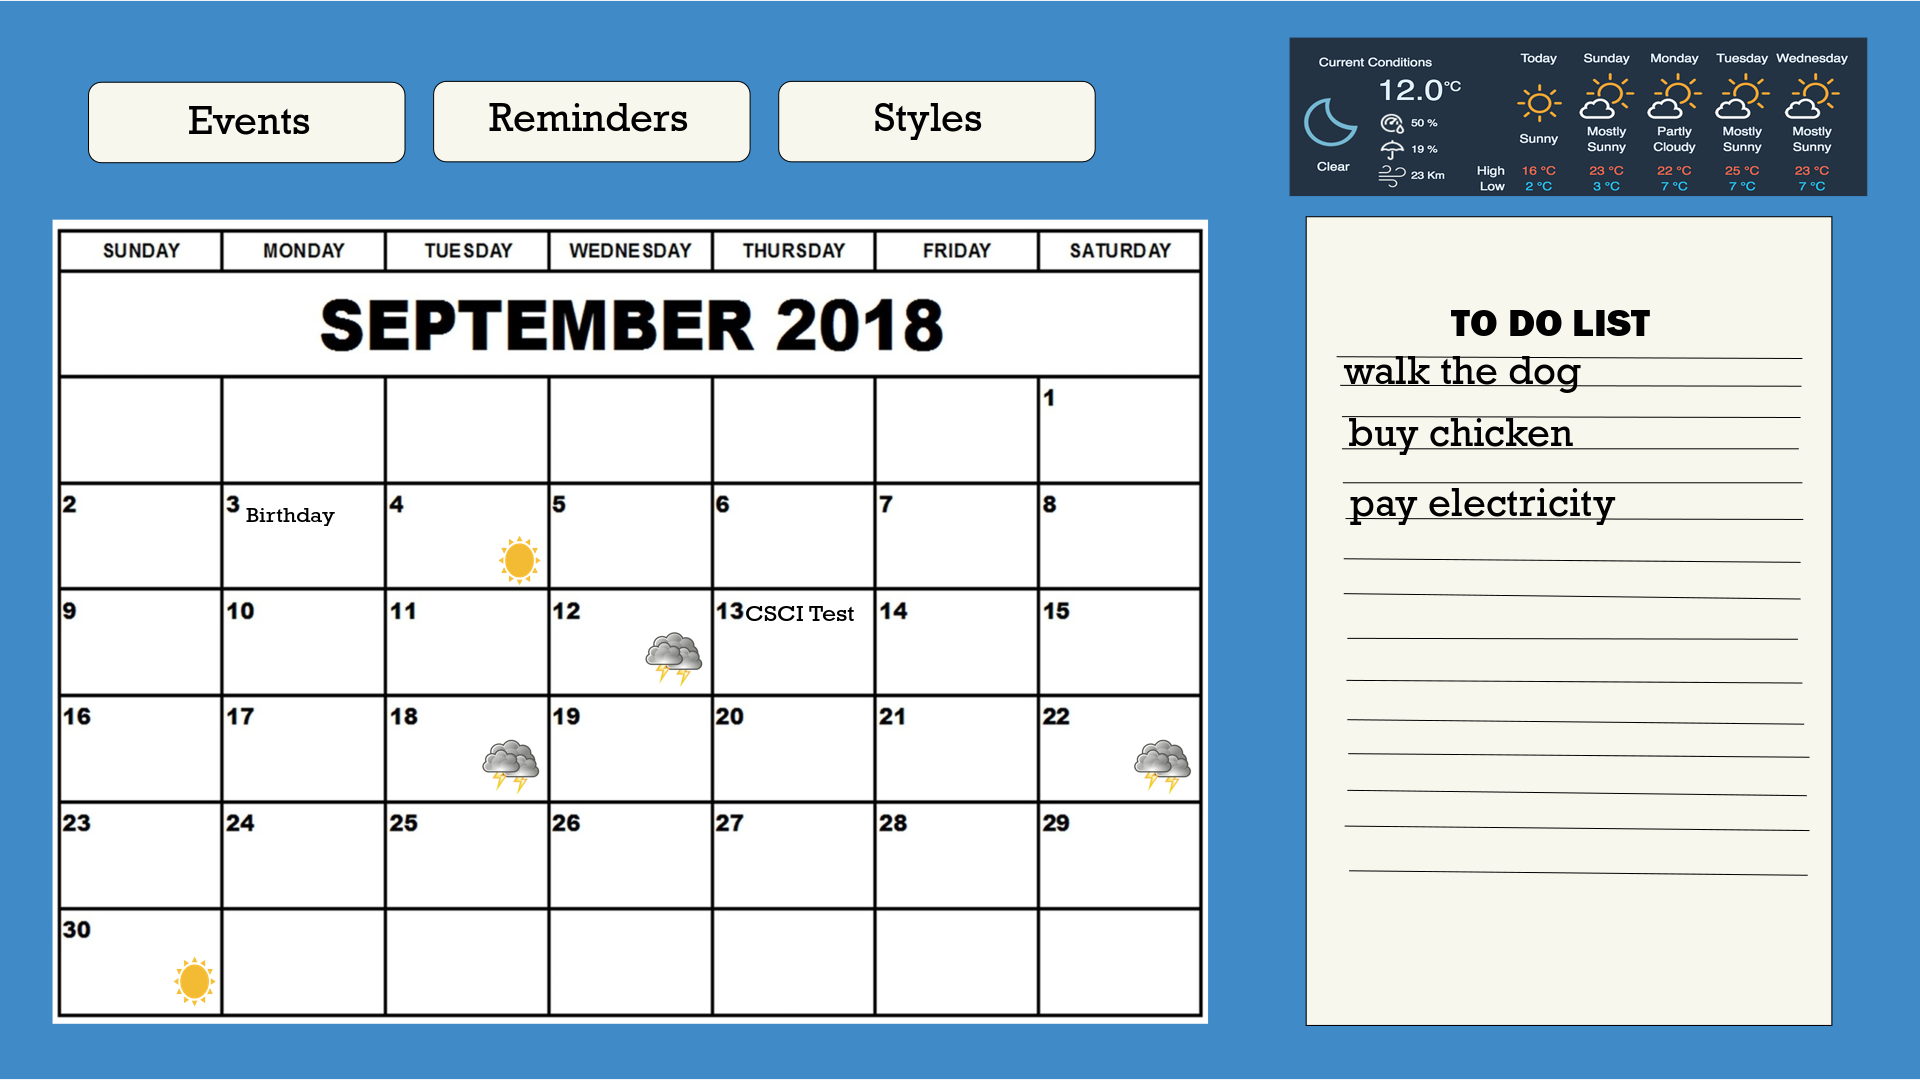 Events
Reminders
Styles
Current Conditions
12.0°C
50 %
19 %
23 Km
Clear
Today Sunday Monday Tuesday Wednesday
Sunny
Mostly Sunny
Partly Cloudy
Mostly Sunny
Mostly Sunny
High 16 °C 23 °C 22 °C 25 °C 23 °C
Low 2 °C 3 °C 7 °C 7 °C 7 °C
SUNDAY MONDAY TUESDAY WEDNESDAY THURSDAY FRIDAY SATURDAY
SEPTEMBER 2018
1
2 3 Birthday 4 5 6 7 8
9 10 11 12 13 CSCI Test 14 15
16 17 18 19 20 21 22
23 24 25 26 27 28 29
30
TO DO LIST
walk the dog
buy chicken
pay electricity